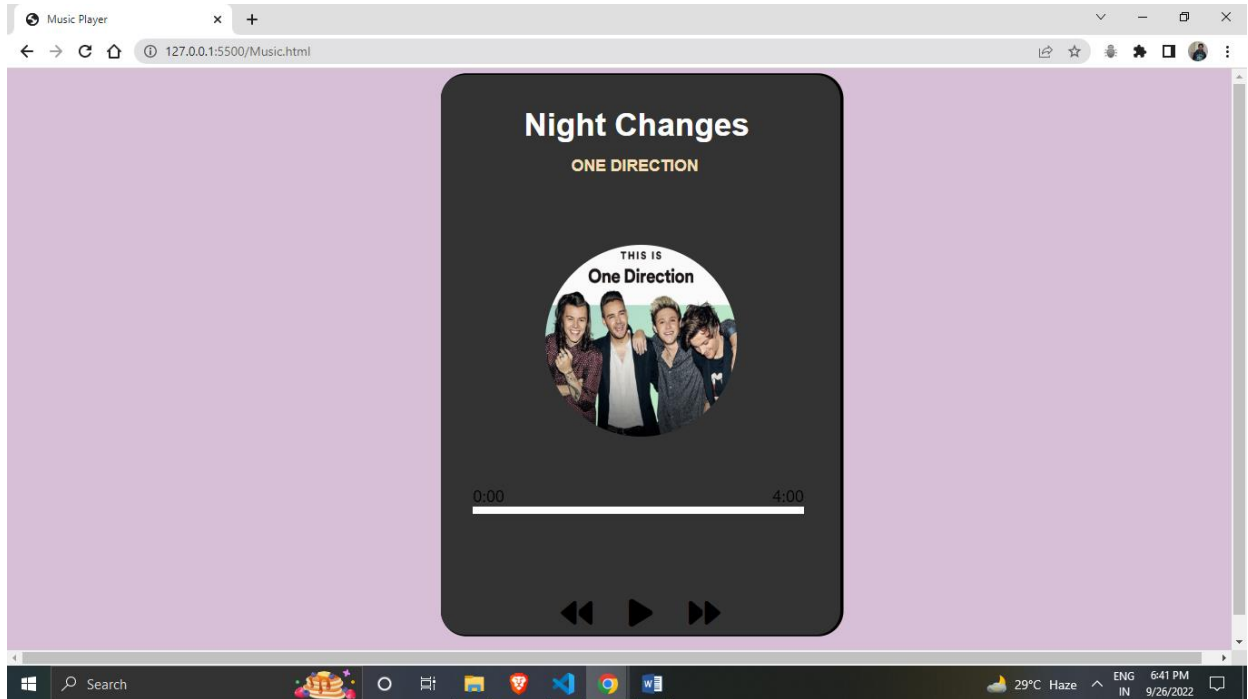 Music Player
127.0.0.1:5500/Music.html
Night Changes
ONE DIRECTION
THIS IS
One Direction
M
0:00 4:00
Search
29°C Haze
ENG
IN
6:41 PM
9/26/2022